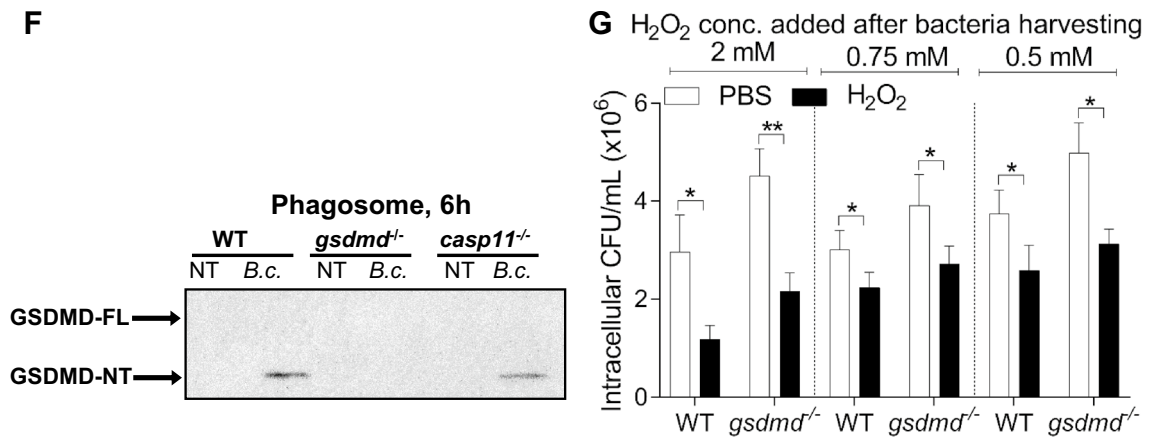 F
Phagosome, 6h
WT gsdmd-/- casp11-/-
NT B.c. NT B.c. NT B.c.
GSDMD-FL
GSDMD-NT
G H₂O₂ conc. added after bacteria harvesting
2 mM 0.75 mM 0.5 mM
PBS H₂O₂
Intracellular CFU/mL (x10⁶)
6
4
2
0
* ** * * * *
WT gsdmd-/- WT gsdmd-/- WT gsdmd-/-